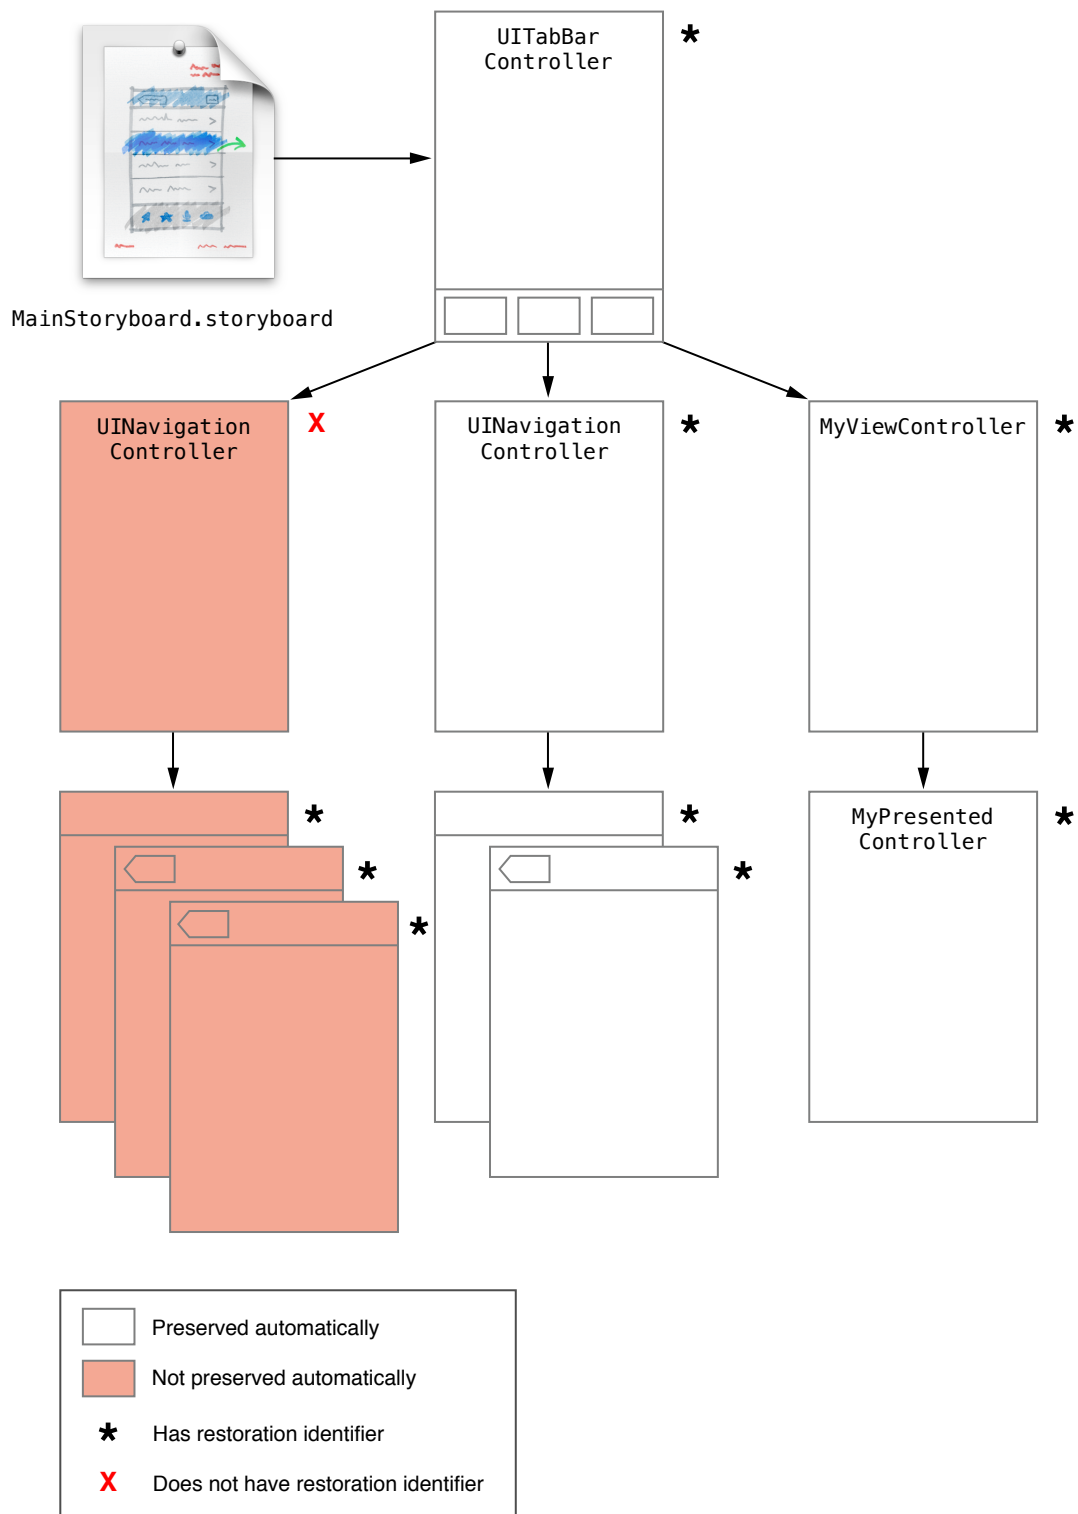 UITabBar
Controller
*
MainStoryboard.storyboard
UINavigation
Controller
X
UINavigation
Controller
*
MyViewController
*
*
*
*
*
*
MyPresented
Controller
*
Preserved automatically
Not preserved automatically
* Has restoration identifier
X Does not have restoration identifier